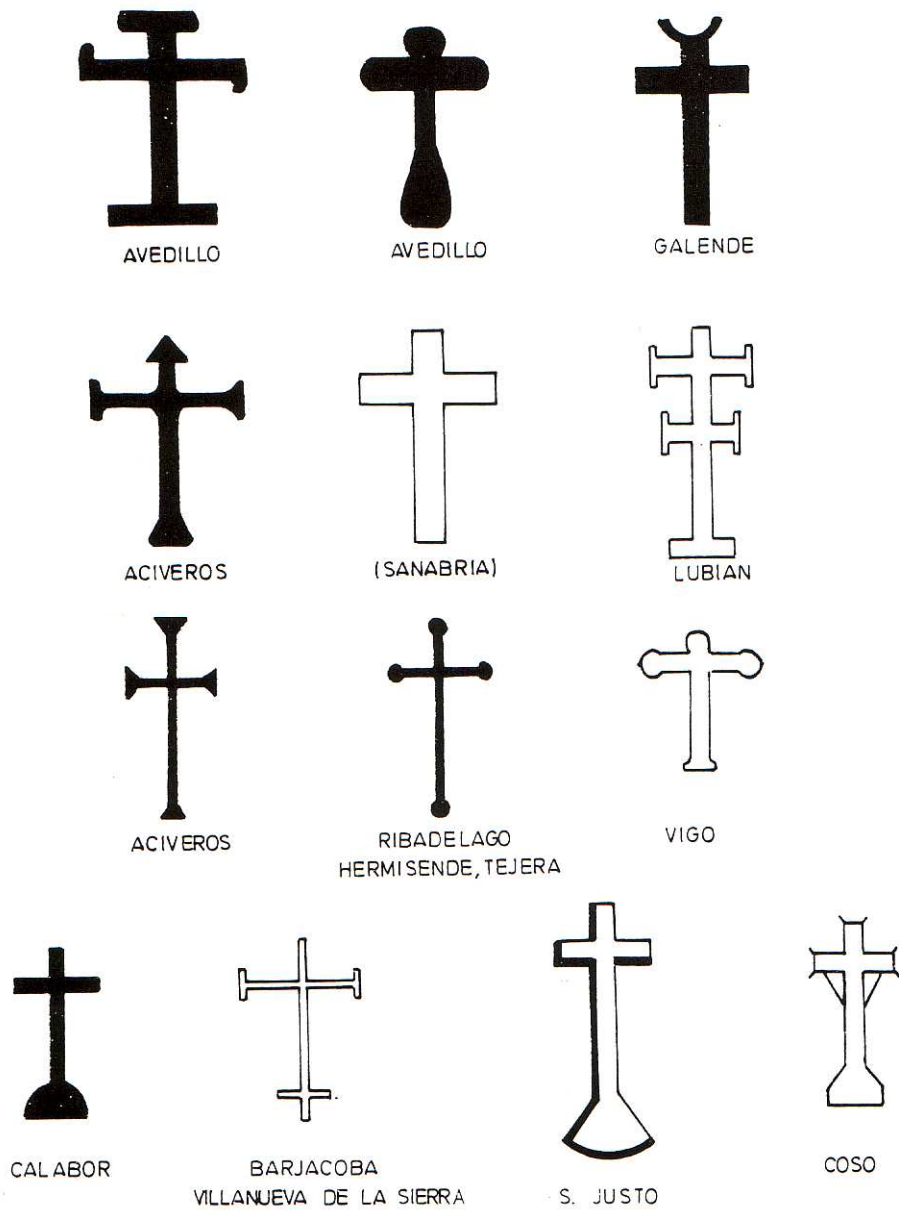 AVEDILLO
AVEDILLO
GALENDE
ACIVEROS
(SANABRIA)
LUBIAN
ACIVEROS
RIBADELAGO
HERMISENDE, TEJERA
VIGO
CALABOR
BARJACOBA
VILLANUEVA DE LA SIERRA
S. JUSTO
COSO